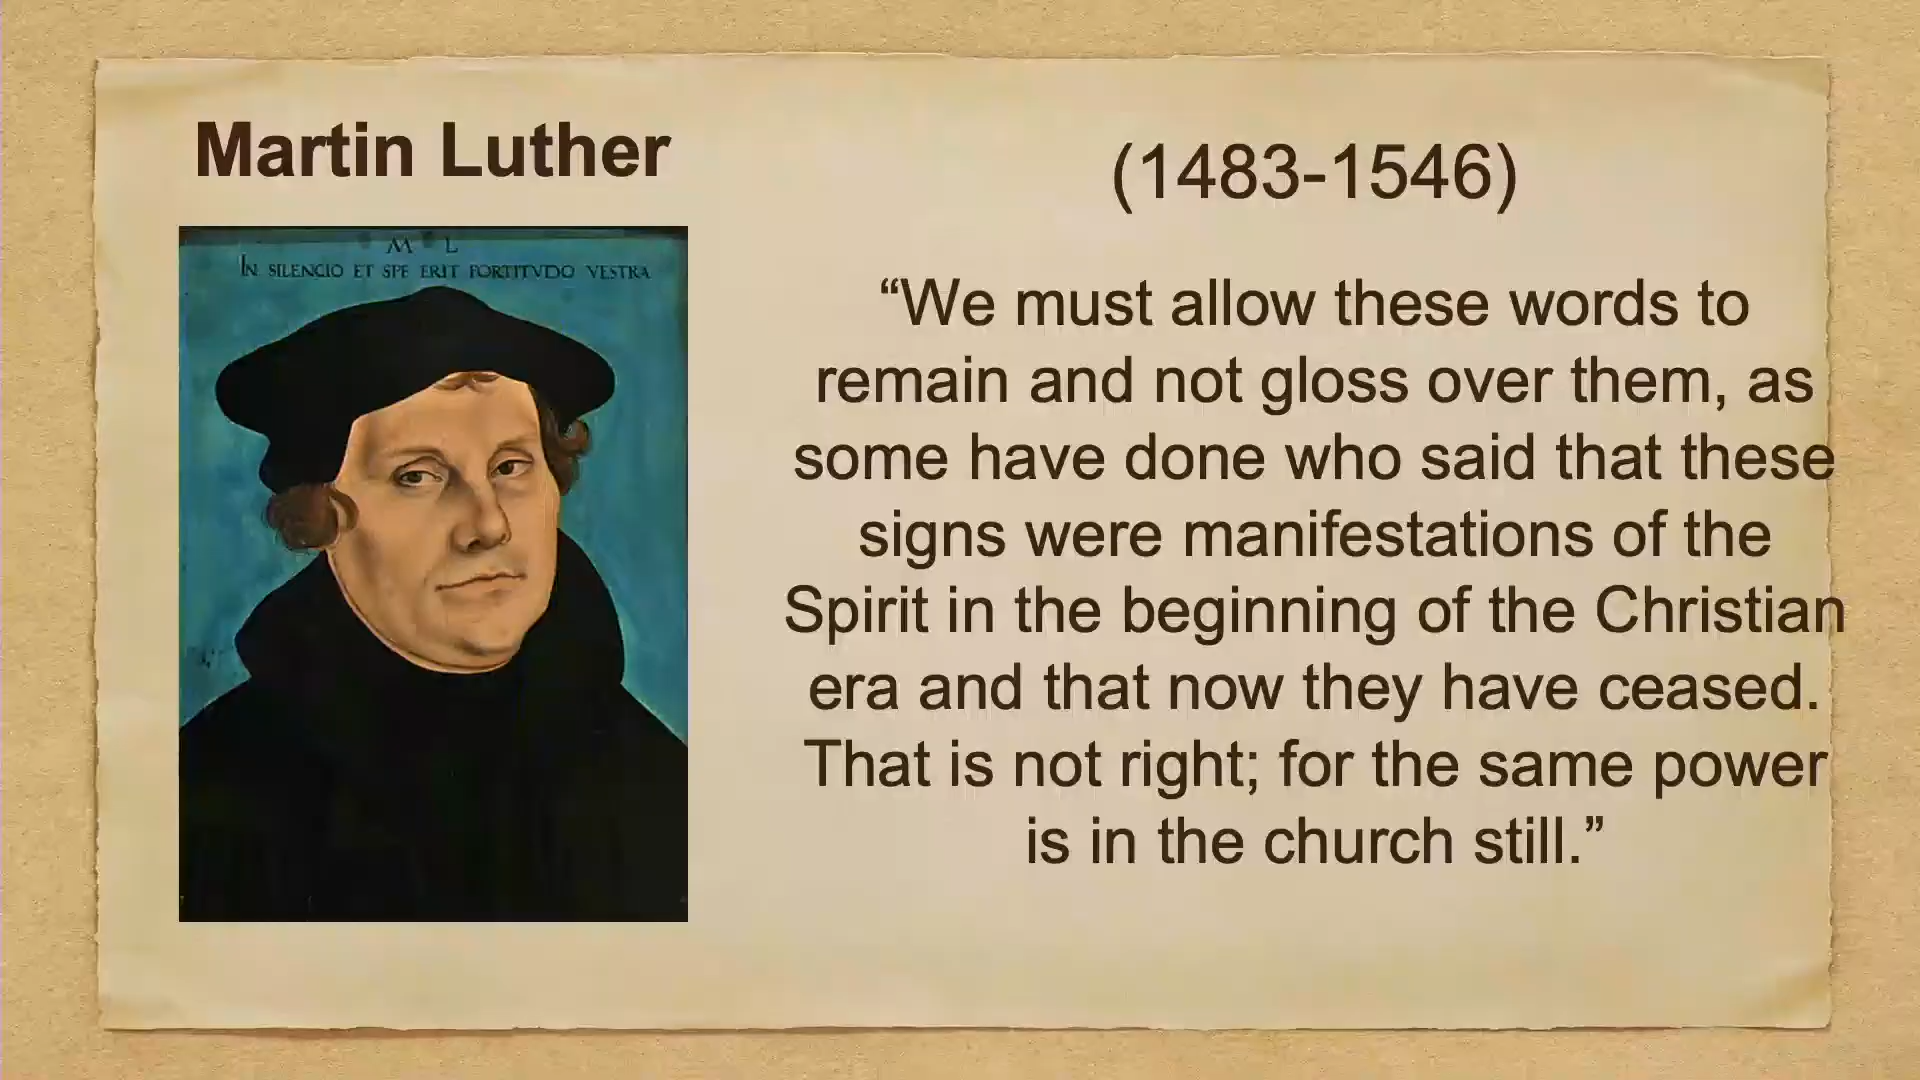 Martin Luther
(1483-1546)
M L
IN SILENCIO ET SPE ERIT FORTITVDO VESTRA
“We must allow these words to
remain and not gloss over them, as
some have done who said that these
signs were manifestations of the
Spirit in the beginning of the Christian
era and that now they have ceased.
That is not right; for the same power
is in the church still.”